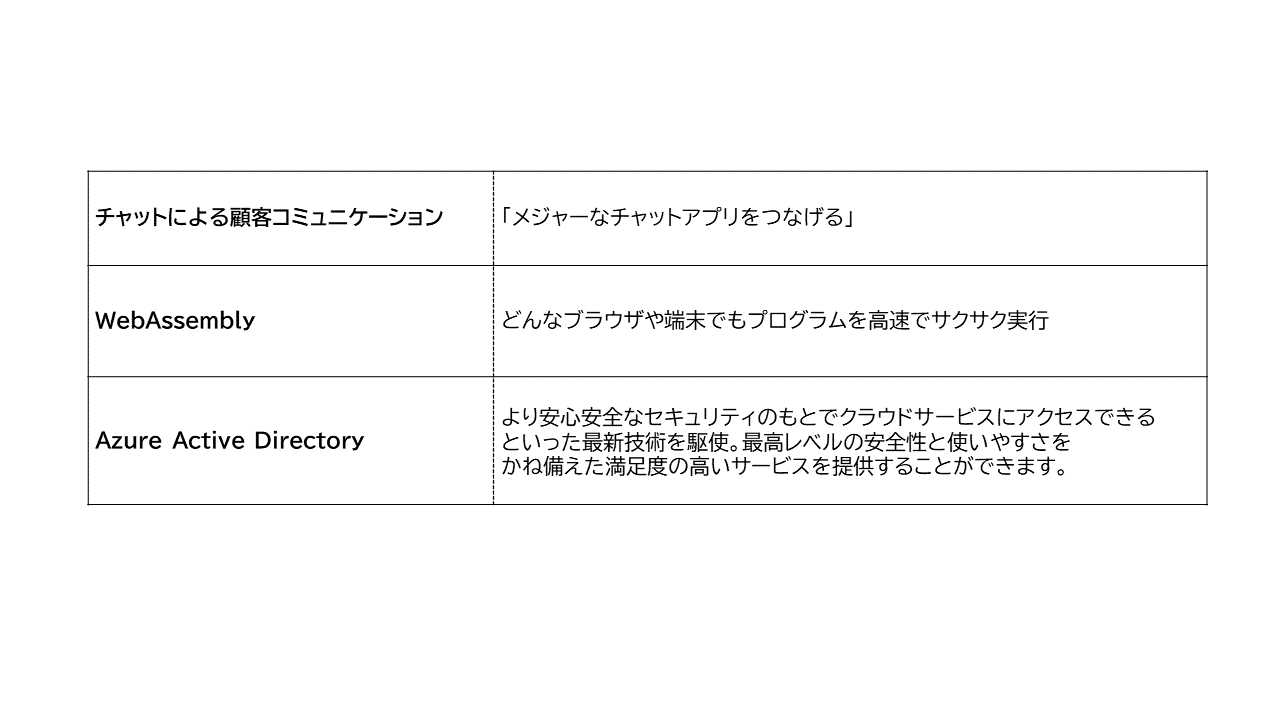 チャットによる顧客コミュニケーション
「メジャーなチャットアプリをつなげる」
WebAssembly
どんなブラウザや端末でもプログラムを高速でサクサク実行
Azure Active Directory
より安心安全なセキュリティのもとでクラウドサービスにアクセスできる
といった最新技術を駆使。最高レベルの安全性と使いやすさを
かね備えた満足度の高いサービスを提供することができます。